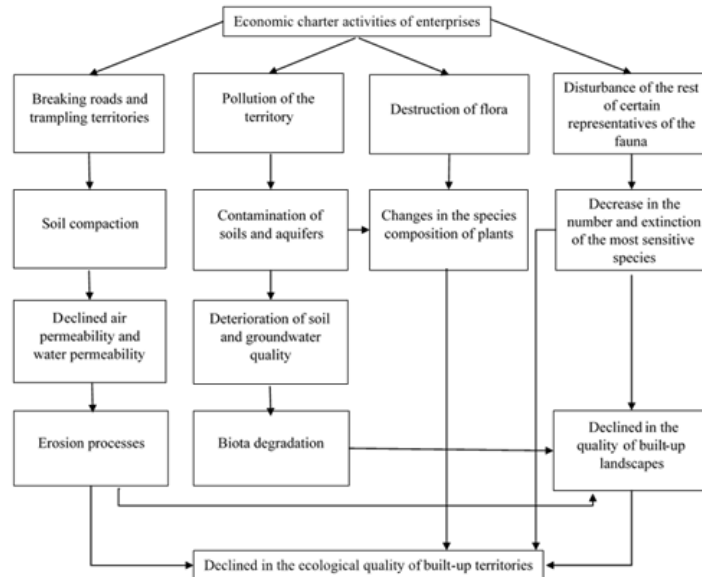 Economic charter activities of enterprises
Breaking roads and
trampling territories
Pollution of the
territory
Destruction of flora
Disturbance of the rest
of certain
representatives of the
fauna
Soil compaction
Contamination of
soils and aquifers
Changes in the species
composition of plants
Decrease in the
number and extinction
of the most sensitive
species
Declined air
permeability and
water permeability
Deterioration of soil
and groundwater
quality
Erosion processes
Biota degradation
Declined in the
quality of built-up
landscapes
Declined in the ecological quality of built-up territories